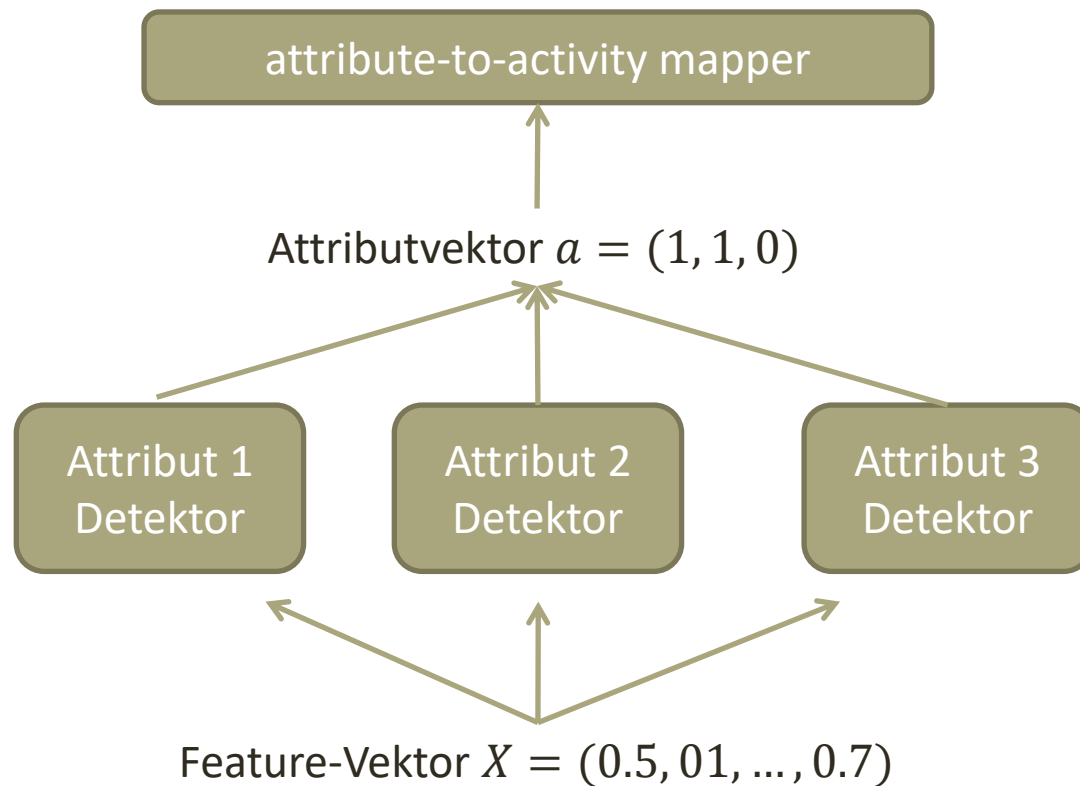 attribute-to-activity mapper
Attributvektor a = (1, 1, 0)
Attribut 1
Detektor
Attribut 2
Detektor
Attribut 3
Detektor
Feature-Vektor X = (0.5, 01, … , 0.7)